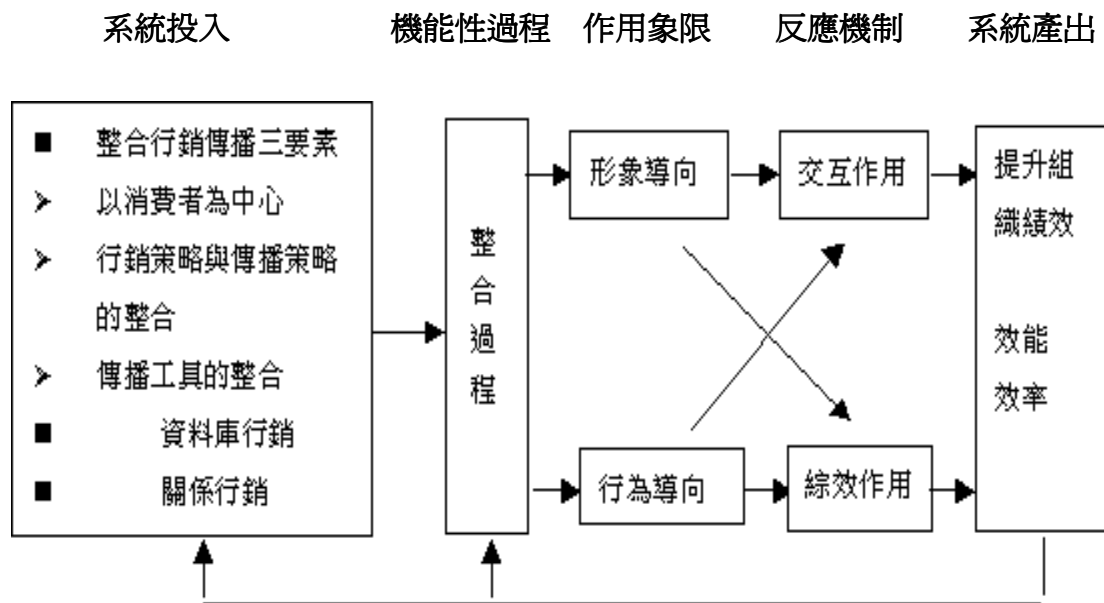 系統投入 機能性過程 作用象限 反應機制 系統產出
■ 整合行銷傳播三要素
➢ 以消費者為中心
➢ 行銷策略與傳播策略
的整合
➢ 傳播工具的整合
■ 資料庫行銷
■ 關係行銷
整
合
過
程
形象導向
行為導向
交互作用
綜效作用
提升組
織績效
效能
效率